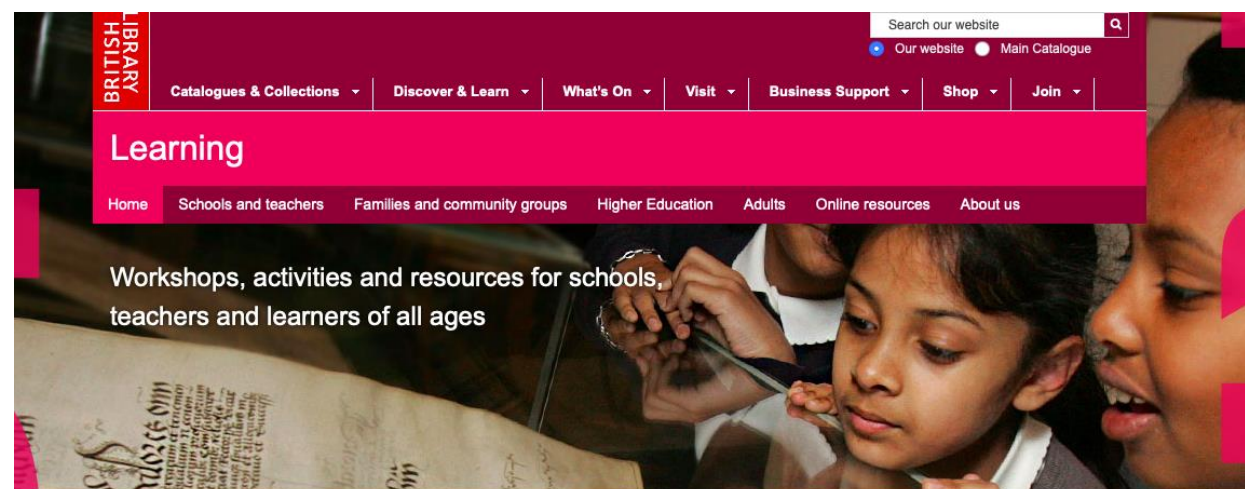 BRITISH
LIBRARY
Search our website
Our website Main Catalogue
Catalogues & Collections Discover & Learn What's On Visit Business Support Shop Join
Learning
Home Schools and teachers Families and community groups Higher Education Adults Online resources About us
Workshops, activities and resources for schools,
teachers and learners of all ages